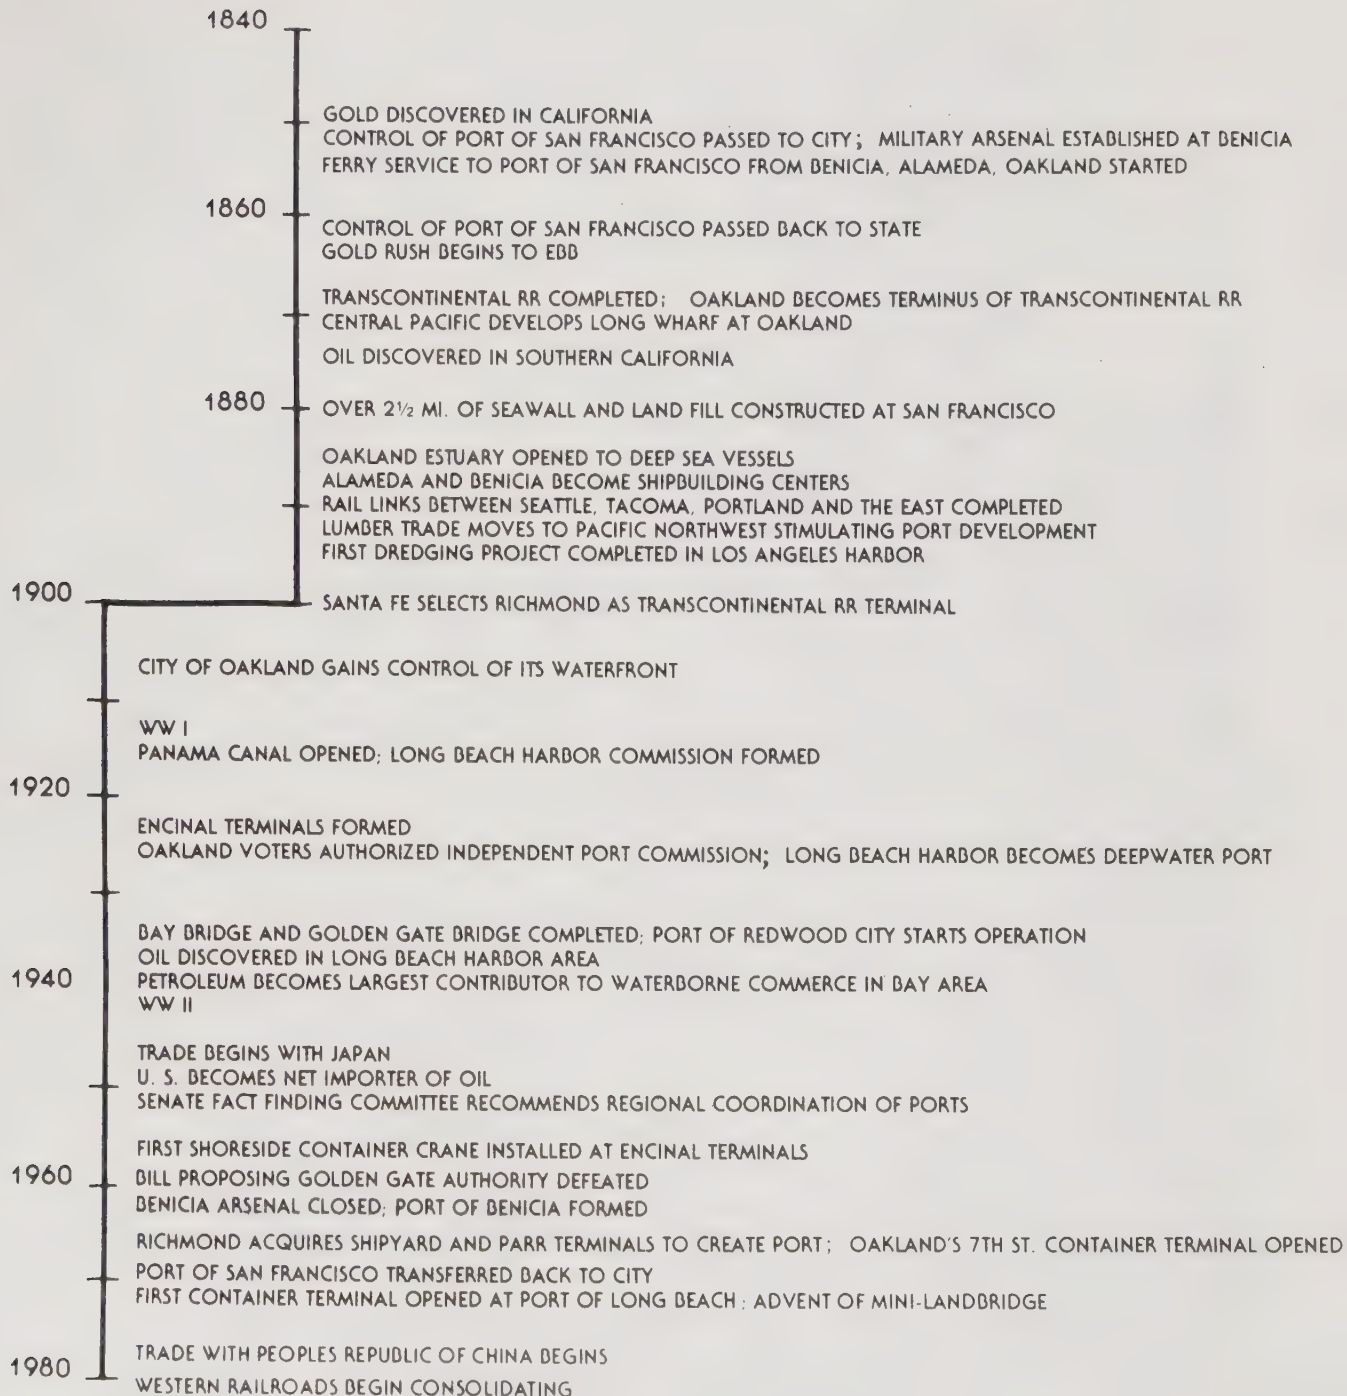 1840
GOLD DISCOVERED IN CALIFORNIA
CONTROL OF PORT OF SAN FRANCISCO PASSED TO CITY; MILITARY ARSENAL ESTABLISHED AT BENICIA
FERRY SERVICE TO PORT OF SAN FRANCISCO FROM BENICIA, ALAMEDA, OAKLAND STARTED
1860
CONTROL OF PORT OF SAN FRANCISCO PASSED BACK TO STATE
GOLD RUSH BEGINS TO EBB
TRANSCONTINENTAL RR COMPLETED; OAKLAND BECOMES TERMINUS OF TRANSCONTINENTAL RR
CENTRAL PACIFIC DEVELOPS LONG WHARF AT OAKLAND
OIL DISCOVERED IN SOUTHERN CALIFORNIA
1880 OVER 2½ MI. OF SEAWALL AND LAND FILL CONSTRUCTED AT SAN FRANCISCO
OAKLAND ESTUARY OPENED TO DEEP SEA VESSELS
ALAMEDA AND BENICIA BECOME SHIPBUILDING CENTERS
RAIL LINKS BETWEEN SEATTLE, TACOMA, PORTLAND AND THE EAST COMPLETED
LUMBER TRADE MOVES TO PACIFIC NORTHWEST STIMULATING PORT DEVELOPMENT
FIRST DREDGING PROJECT COMPLETED IN LOS ANGELES HARBOR
1900 SANTA FE SELECTS RICHMOND AS TRANSCONTINENTAL RR TERMINAL
CITY OF OAKLAND GAINS CONTROL OF ITS WATERFRONT
WW I
PANAMA CANAL OPENED; LONG BEACH HARBOR COMMISSION FORMED
1920
ENCINAL TERMINALS FORMED
OAKLAND VOTERS AUTHORIZED INDEPENDENT PORT COMMISSION; LONG BEACH HARBOR BECOMES DEEPWATER PORT
BAY BRIDGE AND GOLDEN GATE BRIDGE COMPLETED; PORT OF REDWOOD CITY STARTS OPERATION
OIL DISCOVERED IN LONG BEACH HARBOR AREA
1940 PETROLEUM BECOMES LARGEST CONTRIBUTOR TO WATERBORNE COMMERCE IN BAY AREA
WW II
TRADE BEGINS WITH JAPAN
U. S. BECOMES NET IMPORTER OF OIL
SENATE FACT FINDING COMMITTEE RECOMMENDS REGIONAL COORDINATION OF PORTS
FIRST SHORESIDE CONTAINER CRANE INSTALLED AT ENCINAL TERMINALS
1960 BILL PROPOSING GOLDEN GATE AUTHORITY DEFEATED
BENICIA ARSENAL CLOSED; PORT OF BENICIA FORMED
RICHMOND ACQUIRES SHIPYARD AND PARR TERMINALS TO CREATE PORT; OAKLAND'S 7TH ST. CONTAINER TERMINAL OPENED
PORT OF SAN FRANCISCO TRANSFERRED BACK TO CITY
FIRST CONTAINER TERMINAL OPENED AT PORT OF LONG BEACH; ADVENT OF MINI-LANDBRIDGE
1980 TRADE WITH PEOPLES REPUBLIC OF CHINA BEGINS
WESTERN RAILROADS BEGIN CONSOLIDATING